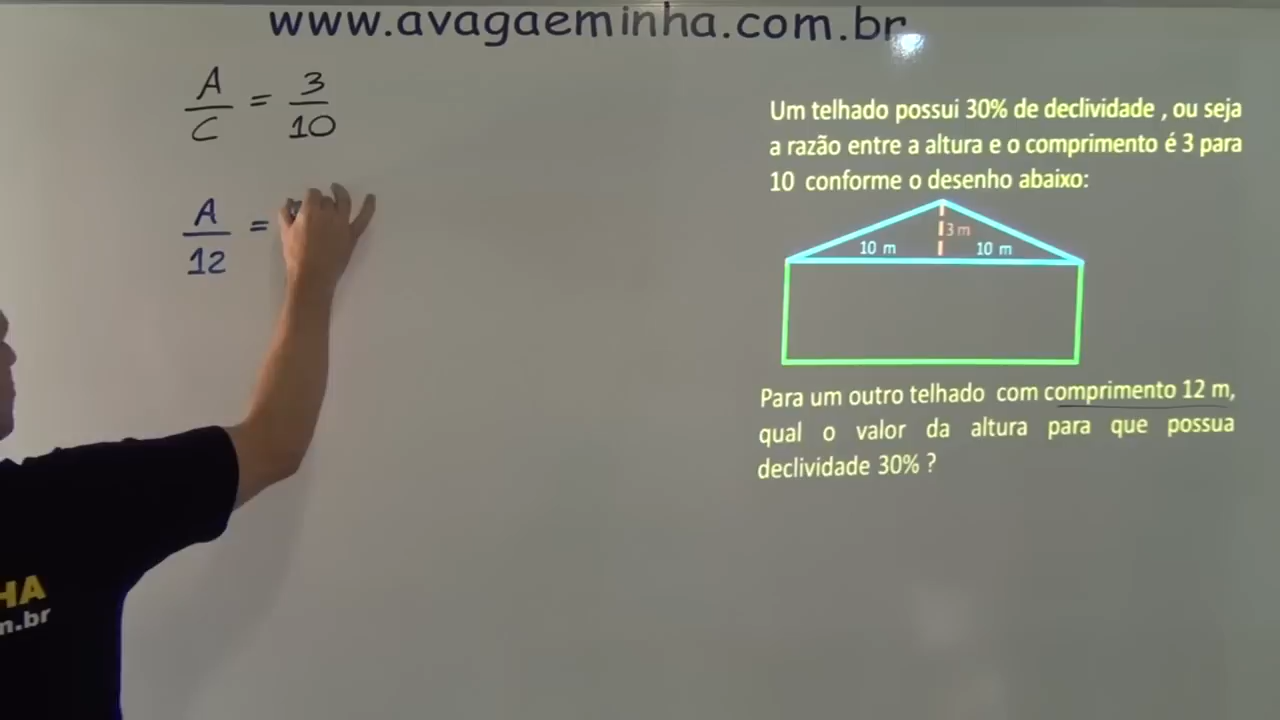 www.avagaeminha.com.br
A/C = 3/10
A/12 =
Um telhado possui 30% de declividade , ou seja
a razão entre a altura e o comprimento é 3 para
10 conforme o desenho abaixo:
3 m
10 m
10 m
Para um outro telhado com comprimento 12 m,
qual o valor da altura para que possua
declividade 30% ?
HA
m.br